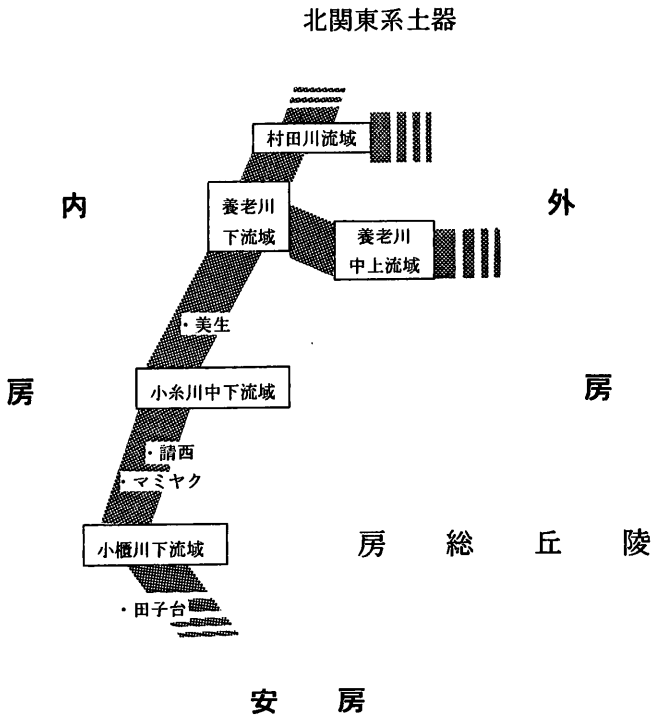 北関東系土器
村田川流域
内
外
養老川
下流域
養老川
中上流域
・美生
房
房
小糸川中下流域
・請西
・マミヤク
小櫃川下流域
房総丘陵
・田子台
安房